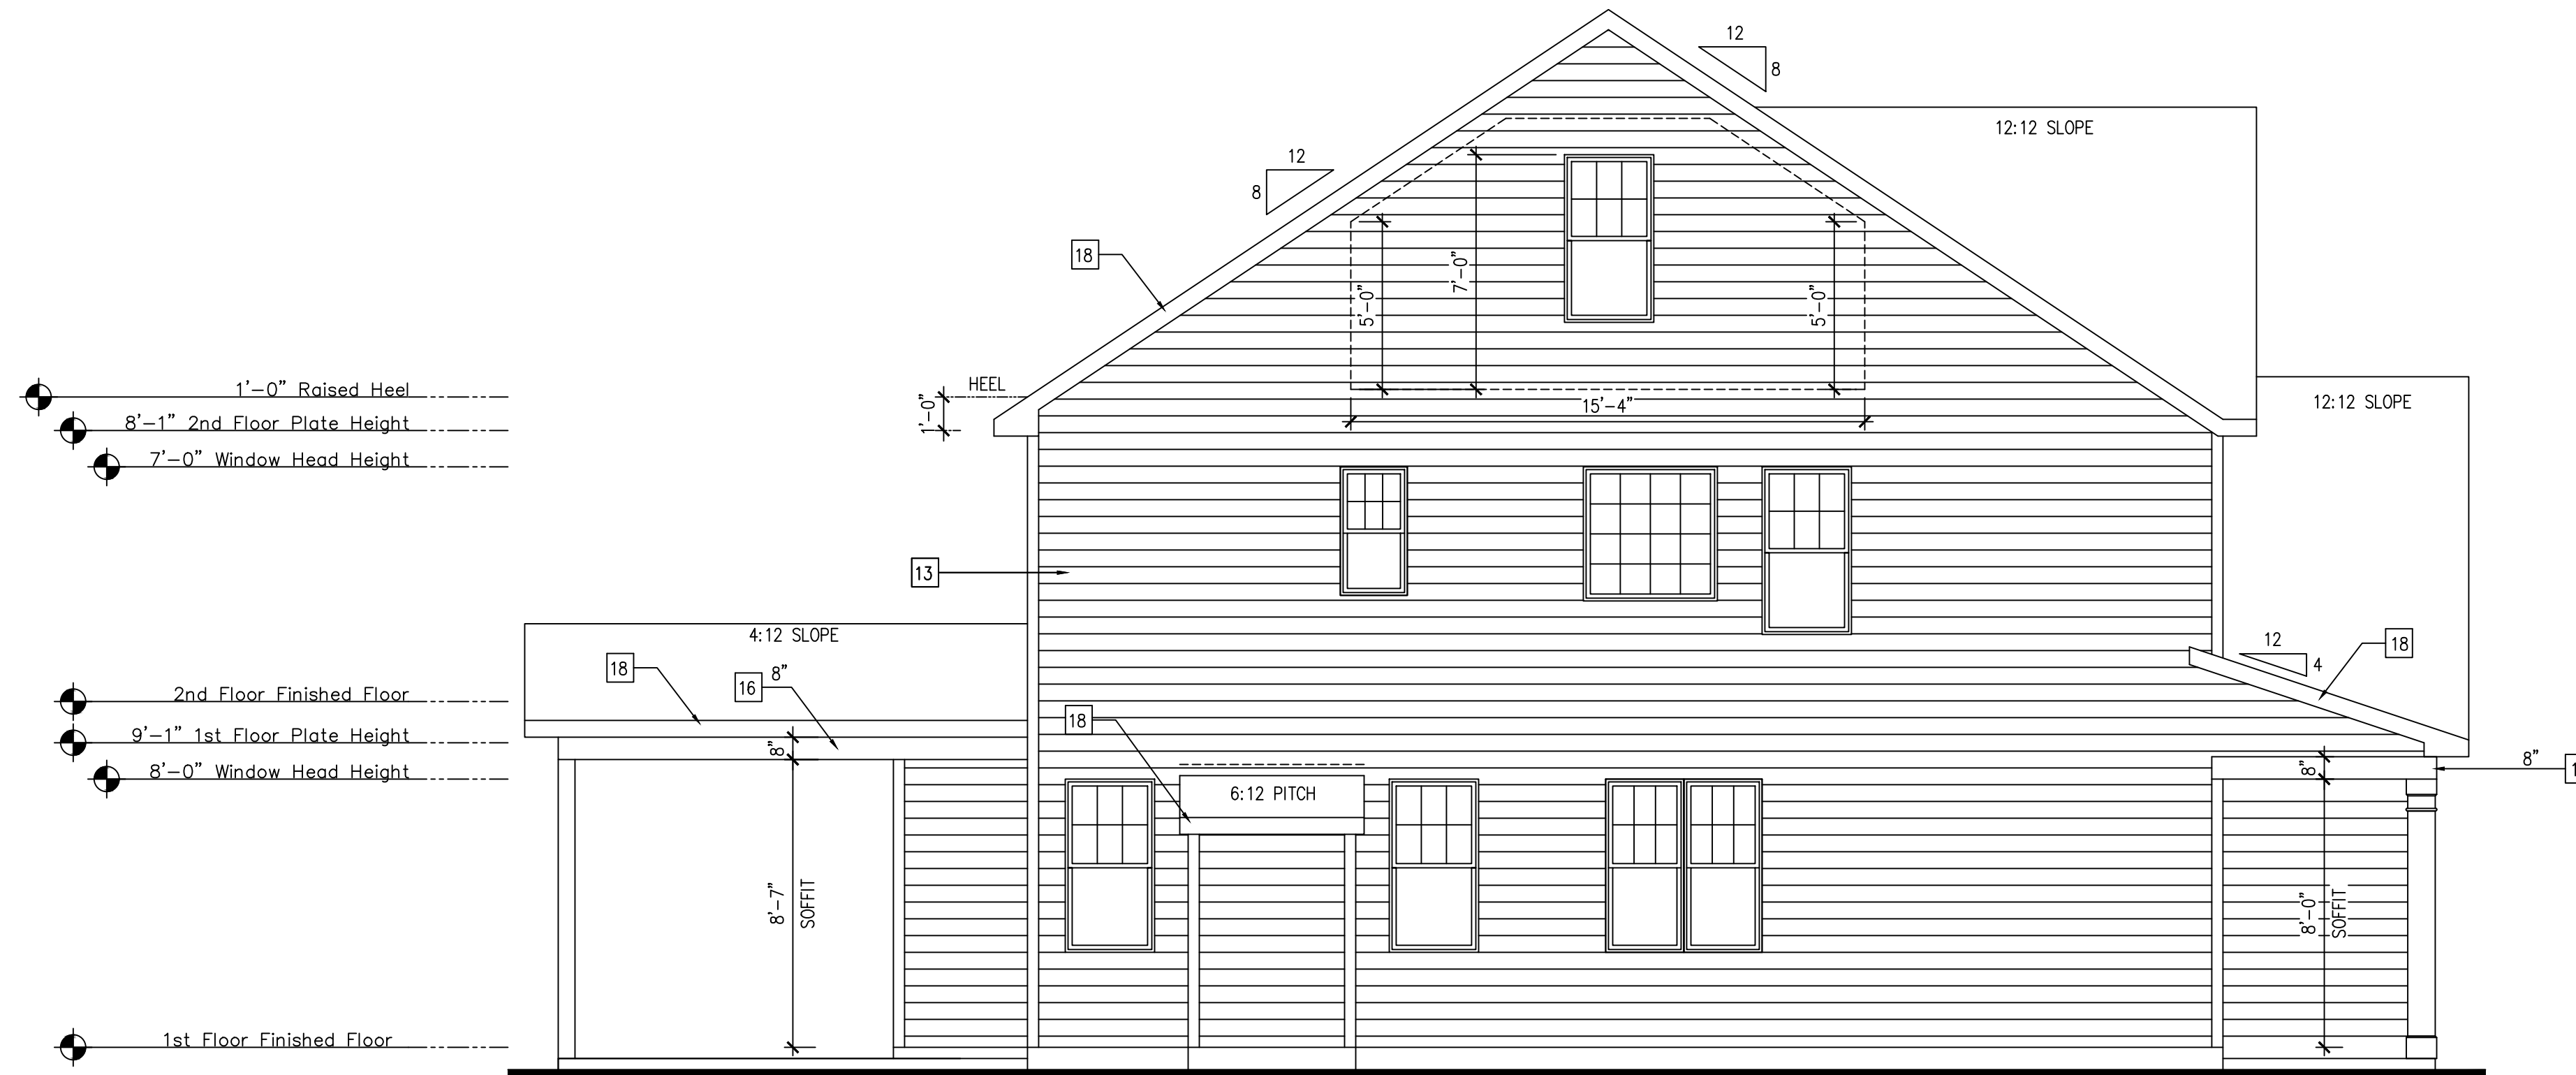 12
8
12:12 SLOPE
12
8
18
7'-0"
5'-0"
5'-0"
1'-0" Raised Heel
HEEL
1'-0"
15'-4"
12:12 SLOPE
8'-1" 2nd Floor Plate Height
7'-0" Window Head Height
13
4:12 SLOPE
18
16
8"
12
4
18
2nd Floor Finished Floor
18
9'-1" 1st Floor Plate Height
8"
8'-0" Window Head Height
6:12 PITCH
8"
8"
8'-7"
SOFFIT
8'-0"
SOFFIT
1st Floor Finished Floor